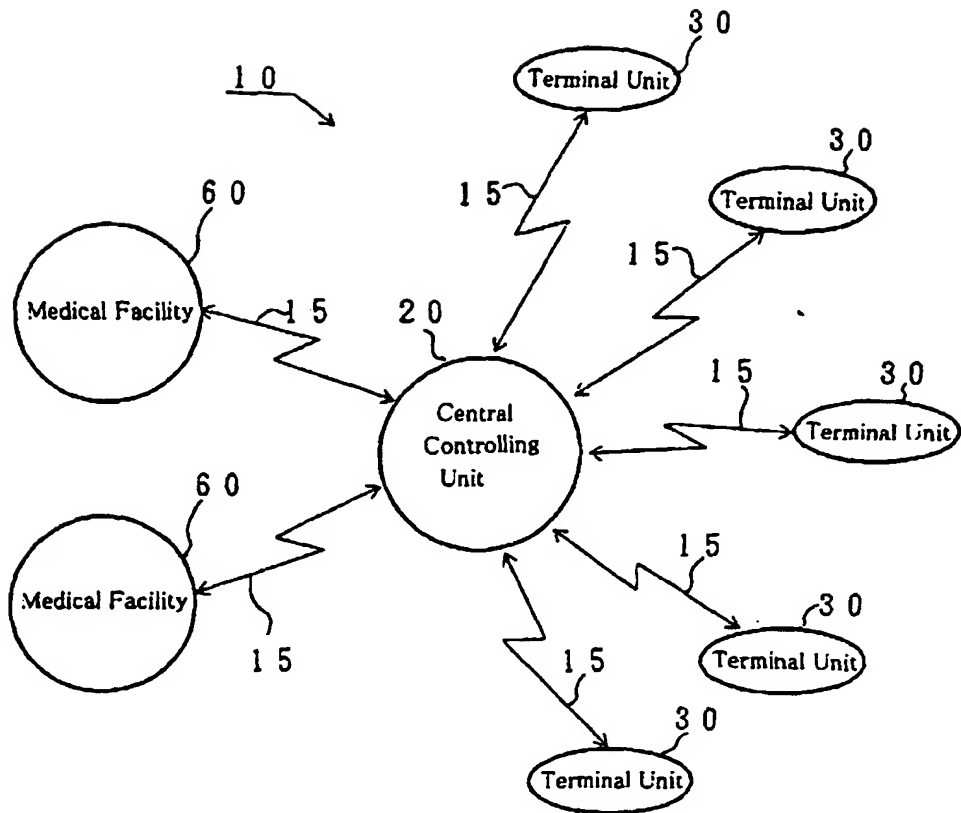 30
Terminal Unit
10
30
Terminal Unit
15
60
15
Medical Facility
15
20
15
30
Central
Controlling
Unit
Terminal Unit
60
15
Medical Facility
30
15
15
Terminal Unit
30
Terminal Unit